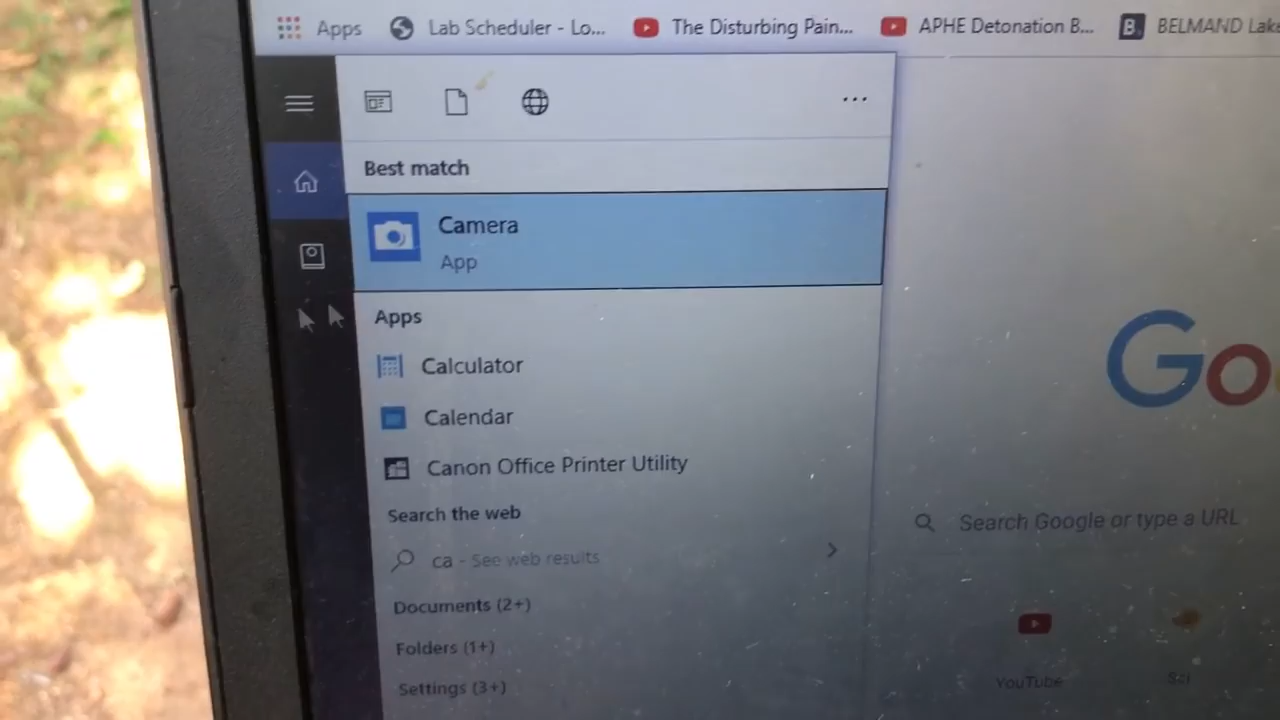 Apps Lab Scheduler - Lo... The Disturbing Pain... APHE Detonation B... B. BELMAND Lake
Best match
Camera
App
Apps
Calculator
Calendar
Canon Office Printer Utility
Search the web
ca - See web results
Documents (2+)
Folders (1+)
Settings (3+)
Goo
Search Google or type a URL
YouTube